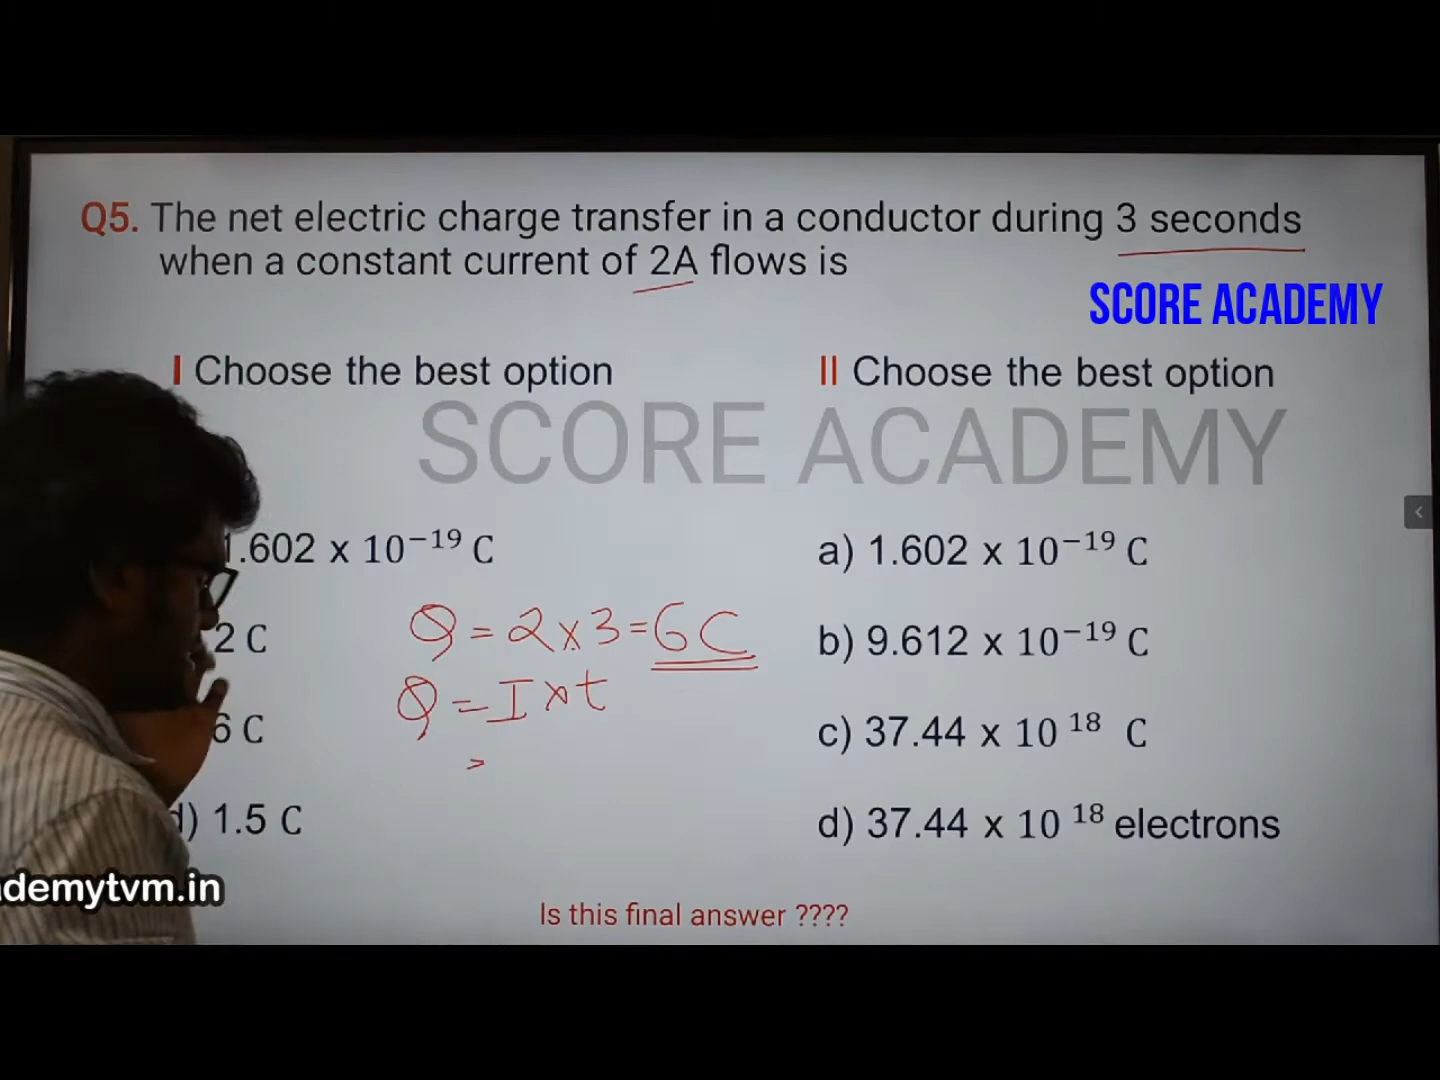 Q5. The net electric charge transfer in a conductor during 3 seconds
when a constant current of 2A flows is
SCORE ACADEMY
I Choose the best option
II Choose the best option
SCORE ACADEMY
1.602 x 10⁻¹⁹ C
2 C
6 C
d) 1.5 C
Q = 2 x 3 = 6 C
Q = I x t
=
a) 1.602 x 10⁻¹⁹ C
b) 9.612 x 10⁻¹⁹ C
c) 37.44 x 10 ¹⁸ C
d) 37.44 x 10 ¹⁸ electrons
demytvm.in
Is this final answer ????